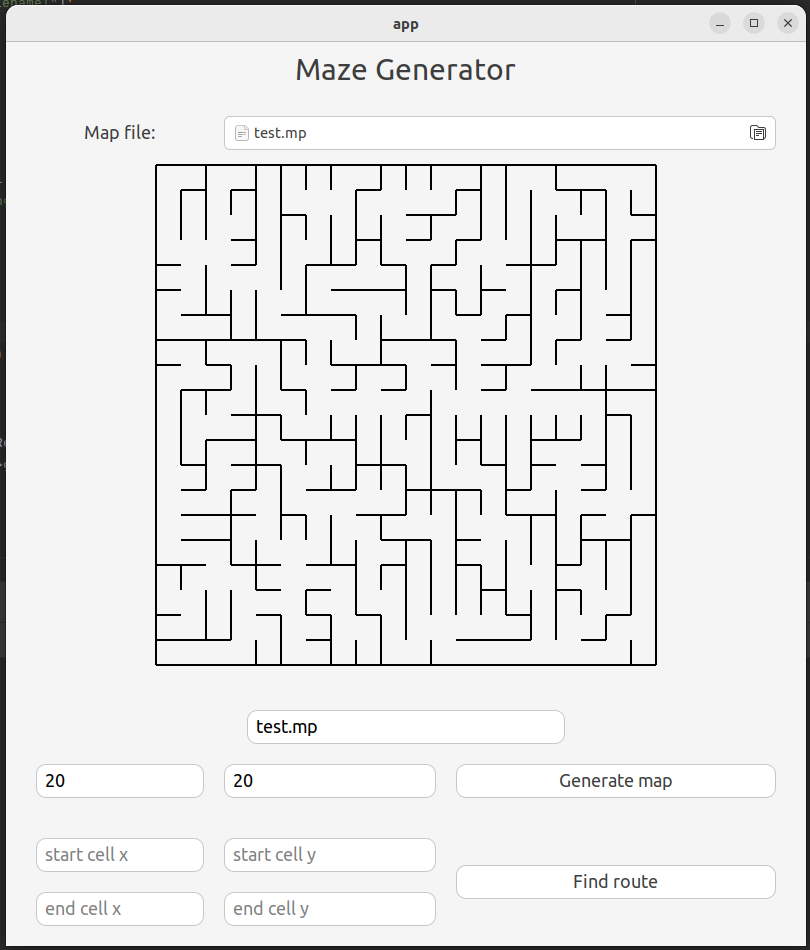 app
Maze Generator
Map file:
test.mp
test.mp
20
20
Generate map
start cell x
start cell y
Find route
end cell x
end cell y